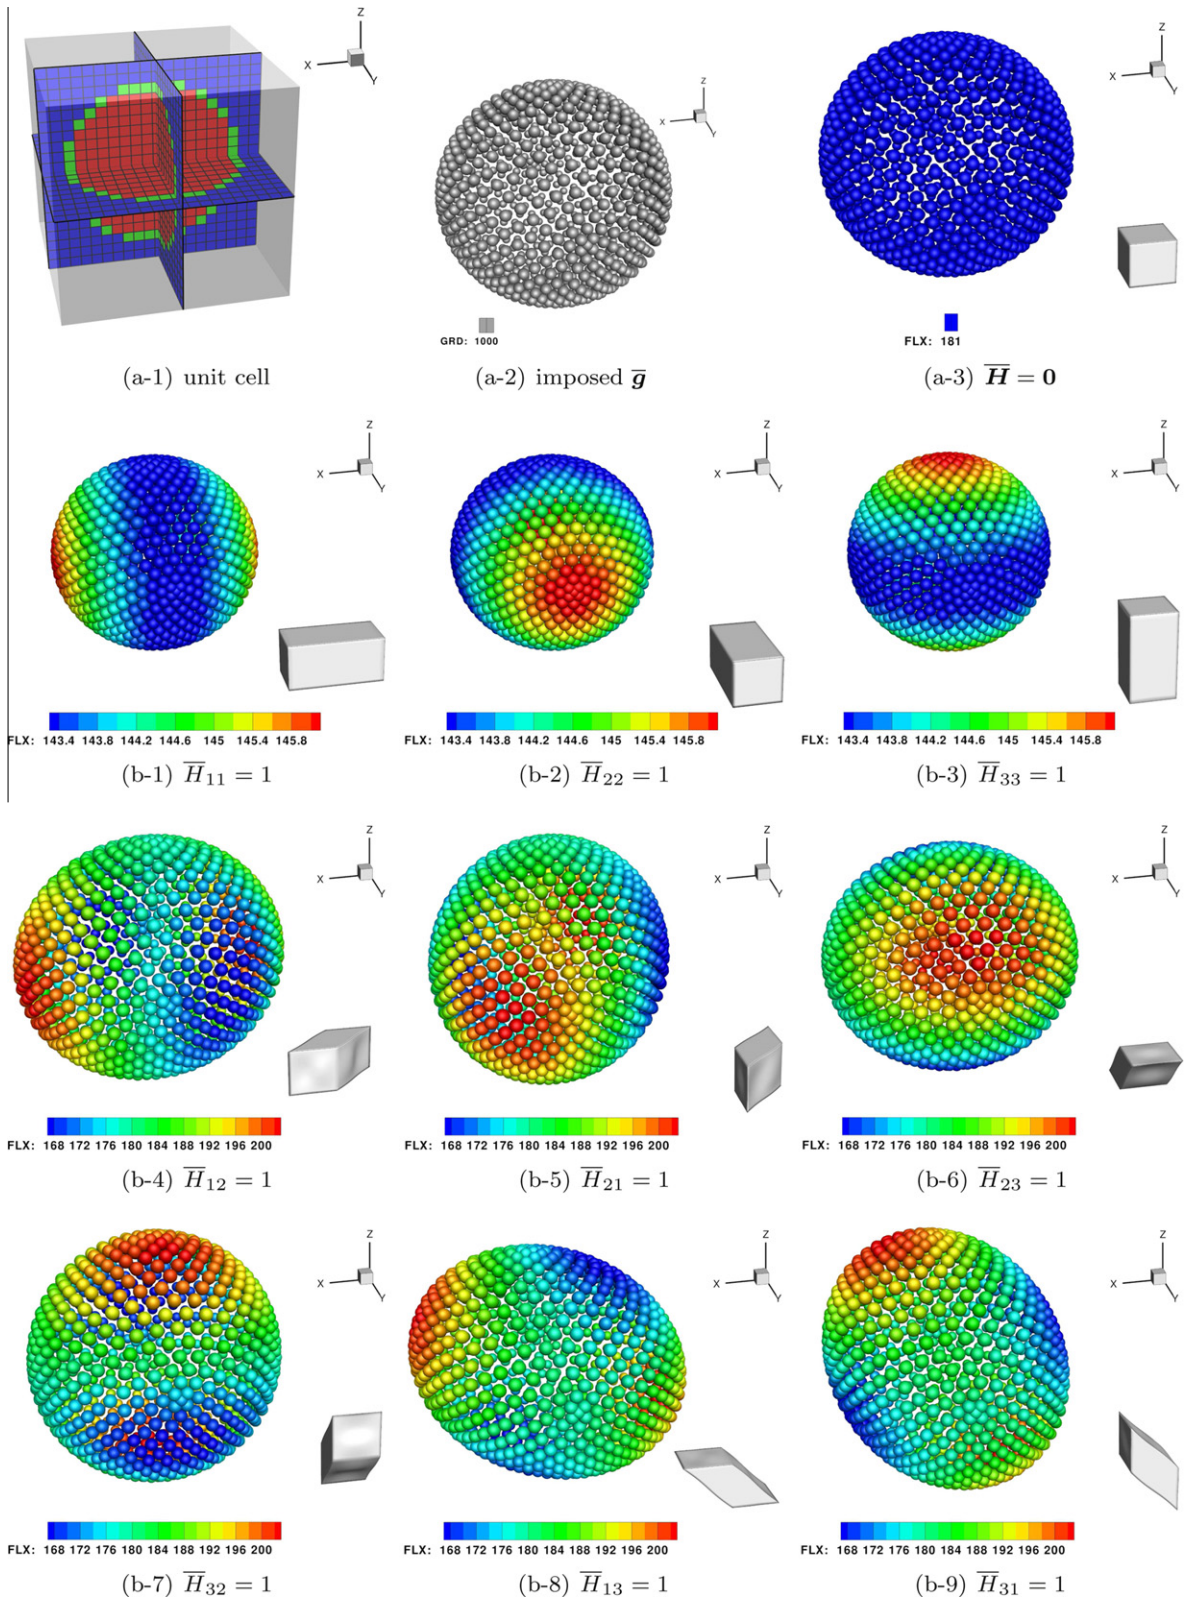 Z
X
Y
Z
X
Y
GRD: 1000
Z
X
Y
FLX: 181
(a-1) unit cell
(a-2) imposed g̅
(a-3) H̅ = 0
Z
X
Y
Z
X
Y
Z
X
Y
FLX: 143.4 143.8 144.2 144.6 145 145.4 145.8
FLX: 143.4 143.8 144.2 144.6 145 145.4 145.8
FLX: 143.4 143.8 144.2 144.6 145 145.4 145.8
(b-1) H̅₁₁ = 1
(b-2) H̅₂₂ = 1
(b-3) H̅₃₃ = 1
Z
X
Y
Z
X
Y
Z
X
Y
FLX: 168 172 176 180 184 188 192 196 200
FLX: 168 172 176 180 184 188 192 196 200
FLX: 168 172 176 180 184 188 192 196 200
(b-4) H̅₁₂ = 1
(b-5) H̅₂₁ = 1
(b-6) H̅₂₃ = 1
Z
X
Y
Z
X
Y
Z
X
Y
FLX: 168 172 176 180 184 188 192 196 200
FLX: 168 172 176 180 184 188 192 196 200
FLX: 168 172 176 180 184 188 192 196 200
(b-7) H̅₃₂ = 1
(b-8) H̅₁₃ = 1
(b-9) H̅₃₁ = 1